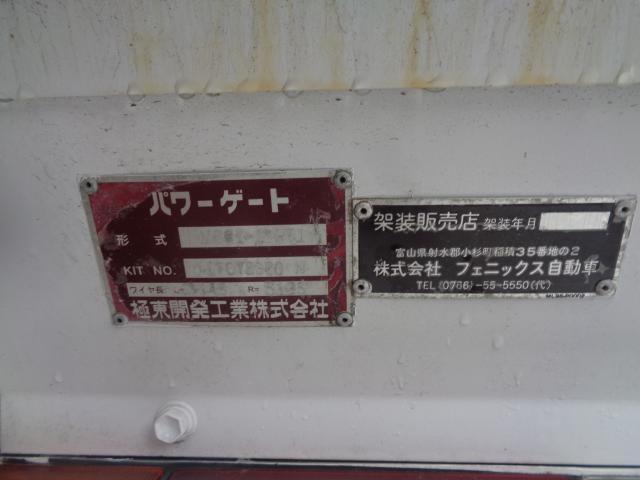 パワーゲート
形式
KIT NO.
ワイヤ長 R=
極東開発工業株式会社
架装販売店 架装年月
富山県射水郡小杉町稲積35番地の2
株式会社 フェニックス自動車
TEL(0766)-55-5550(代)